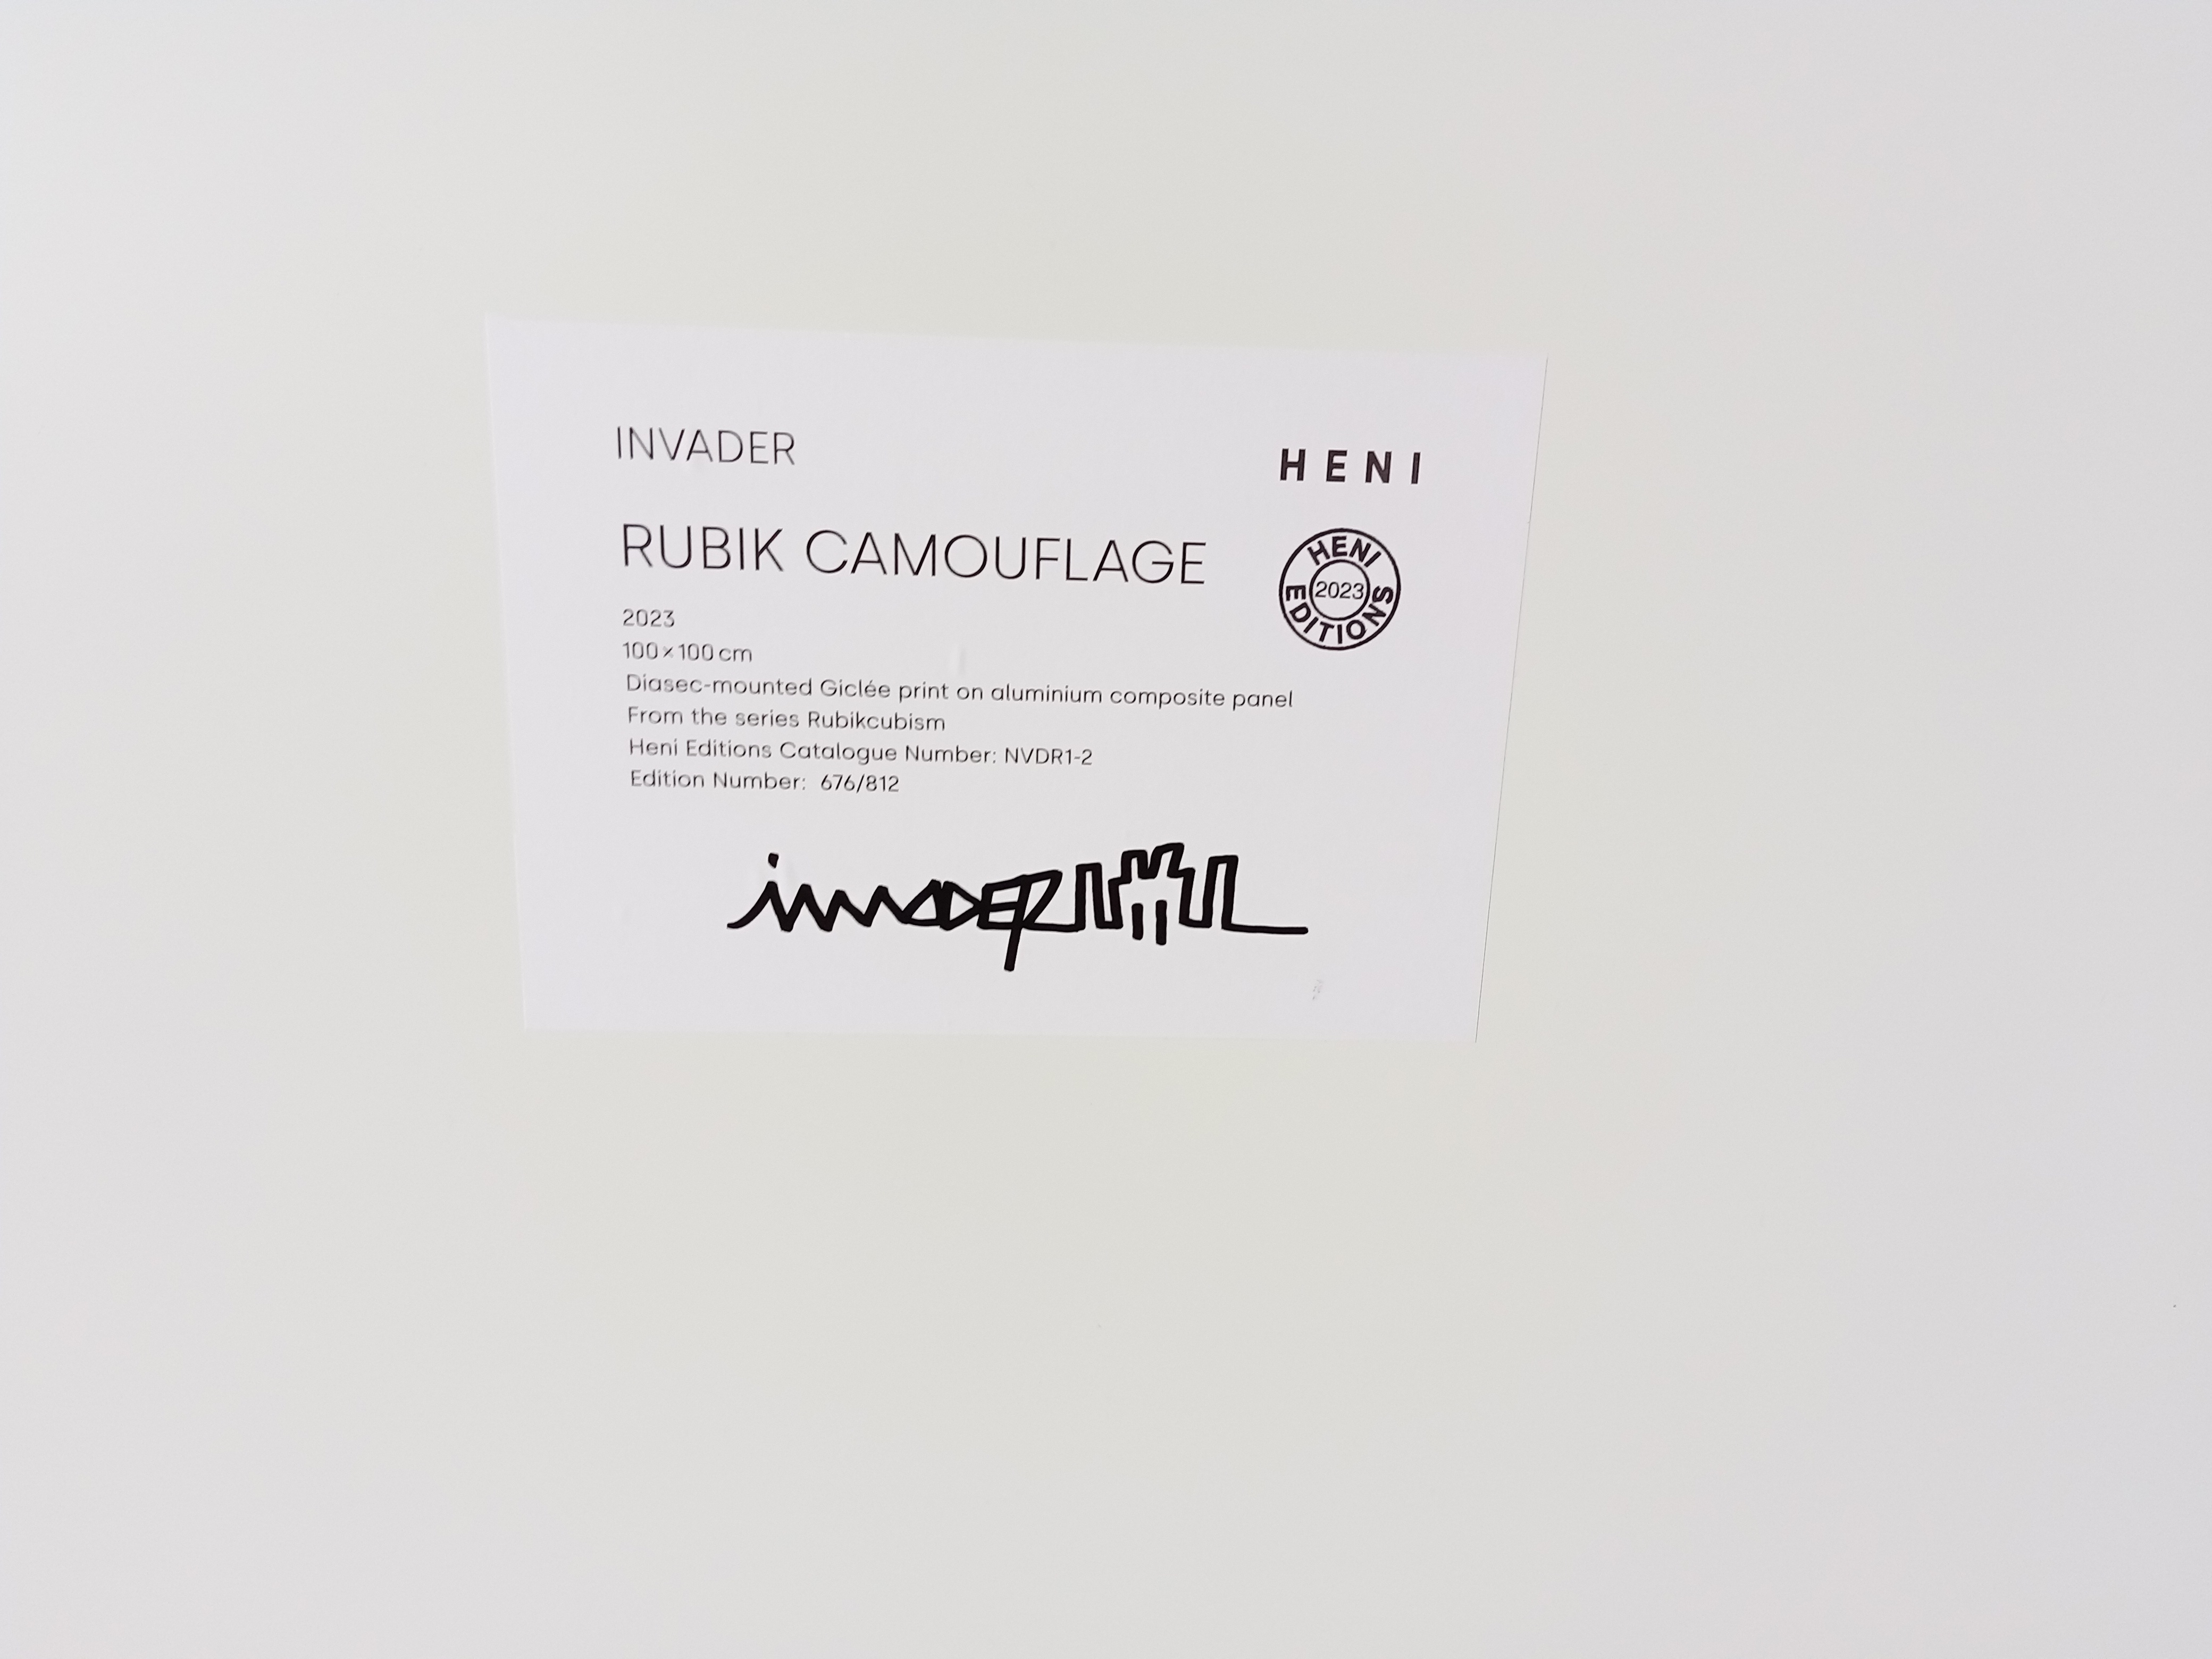 INVADER
HENI
RUBIK CAMOUFLAGE
HENI EDITIONS
2023
2023
100 × 100 cm
Diasec-mounted Giclée print on aluminium composite panel
From the series Rubikcubism
Heni Editions Catalogue Number: NVDR1-2
Edition Number: 676/812
invADER